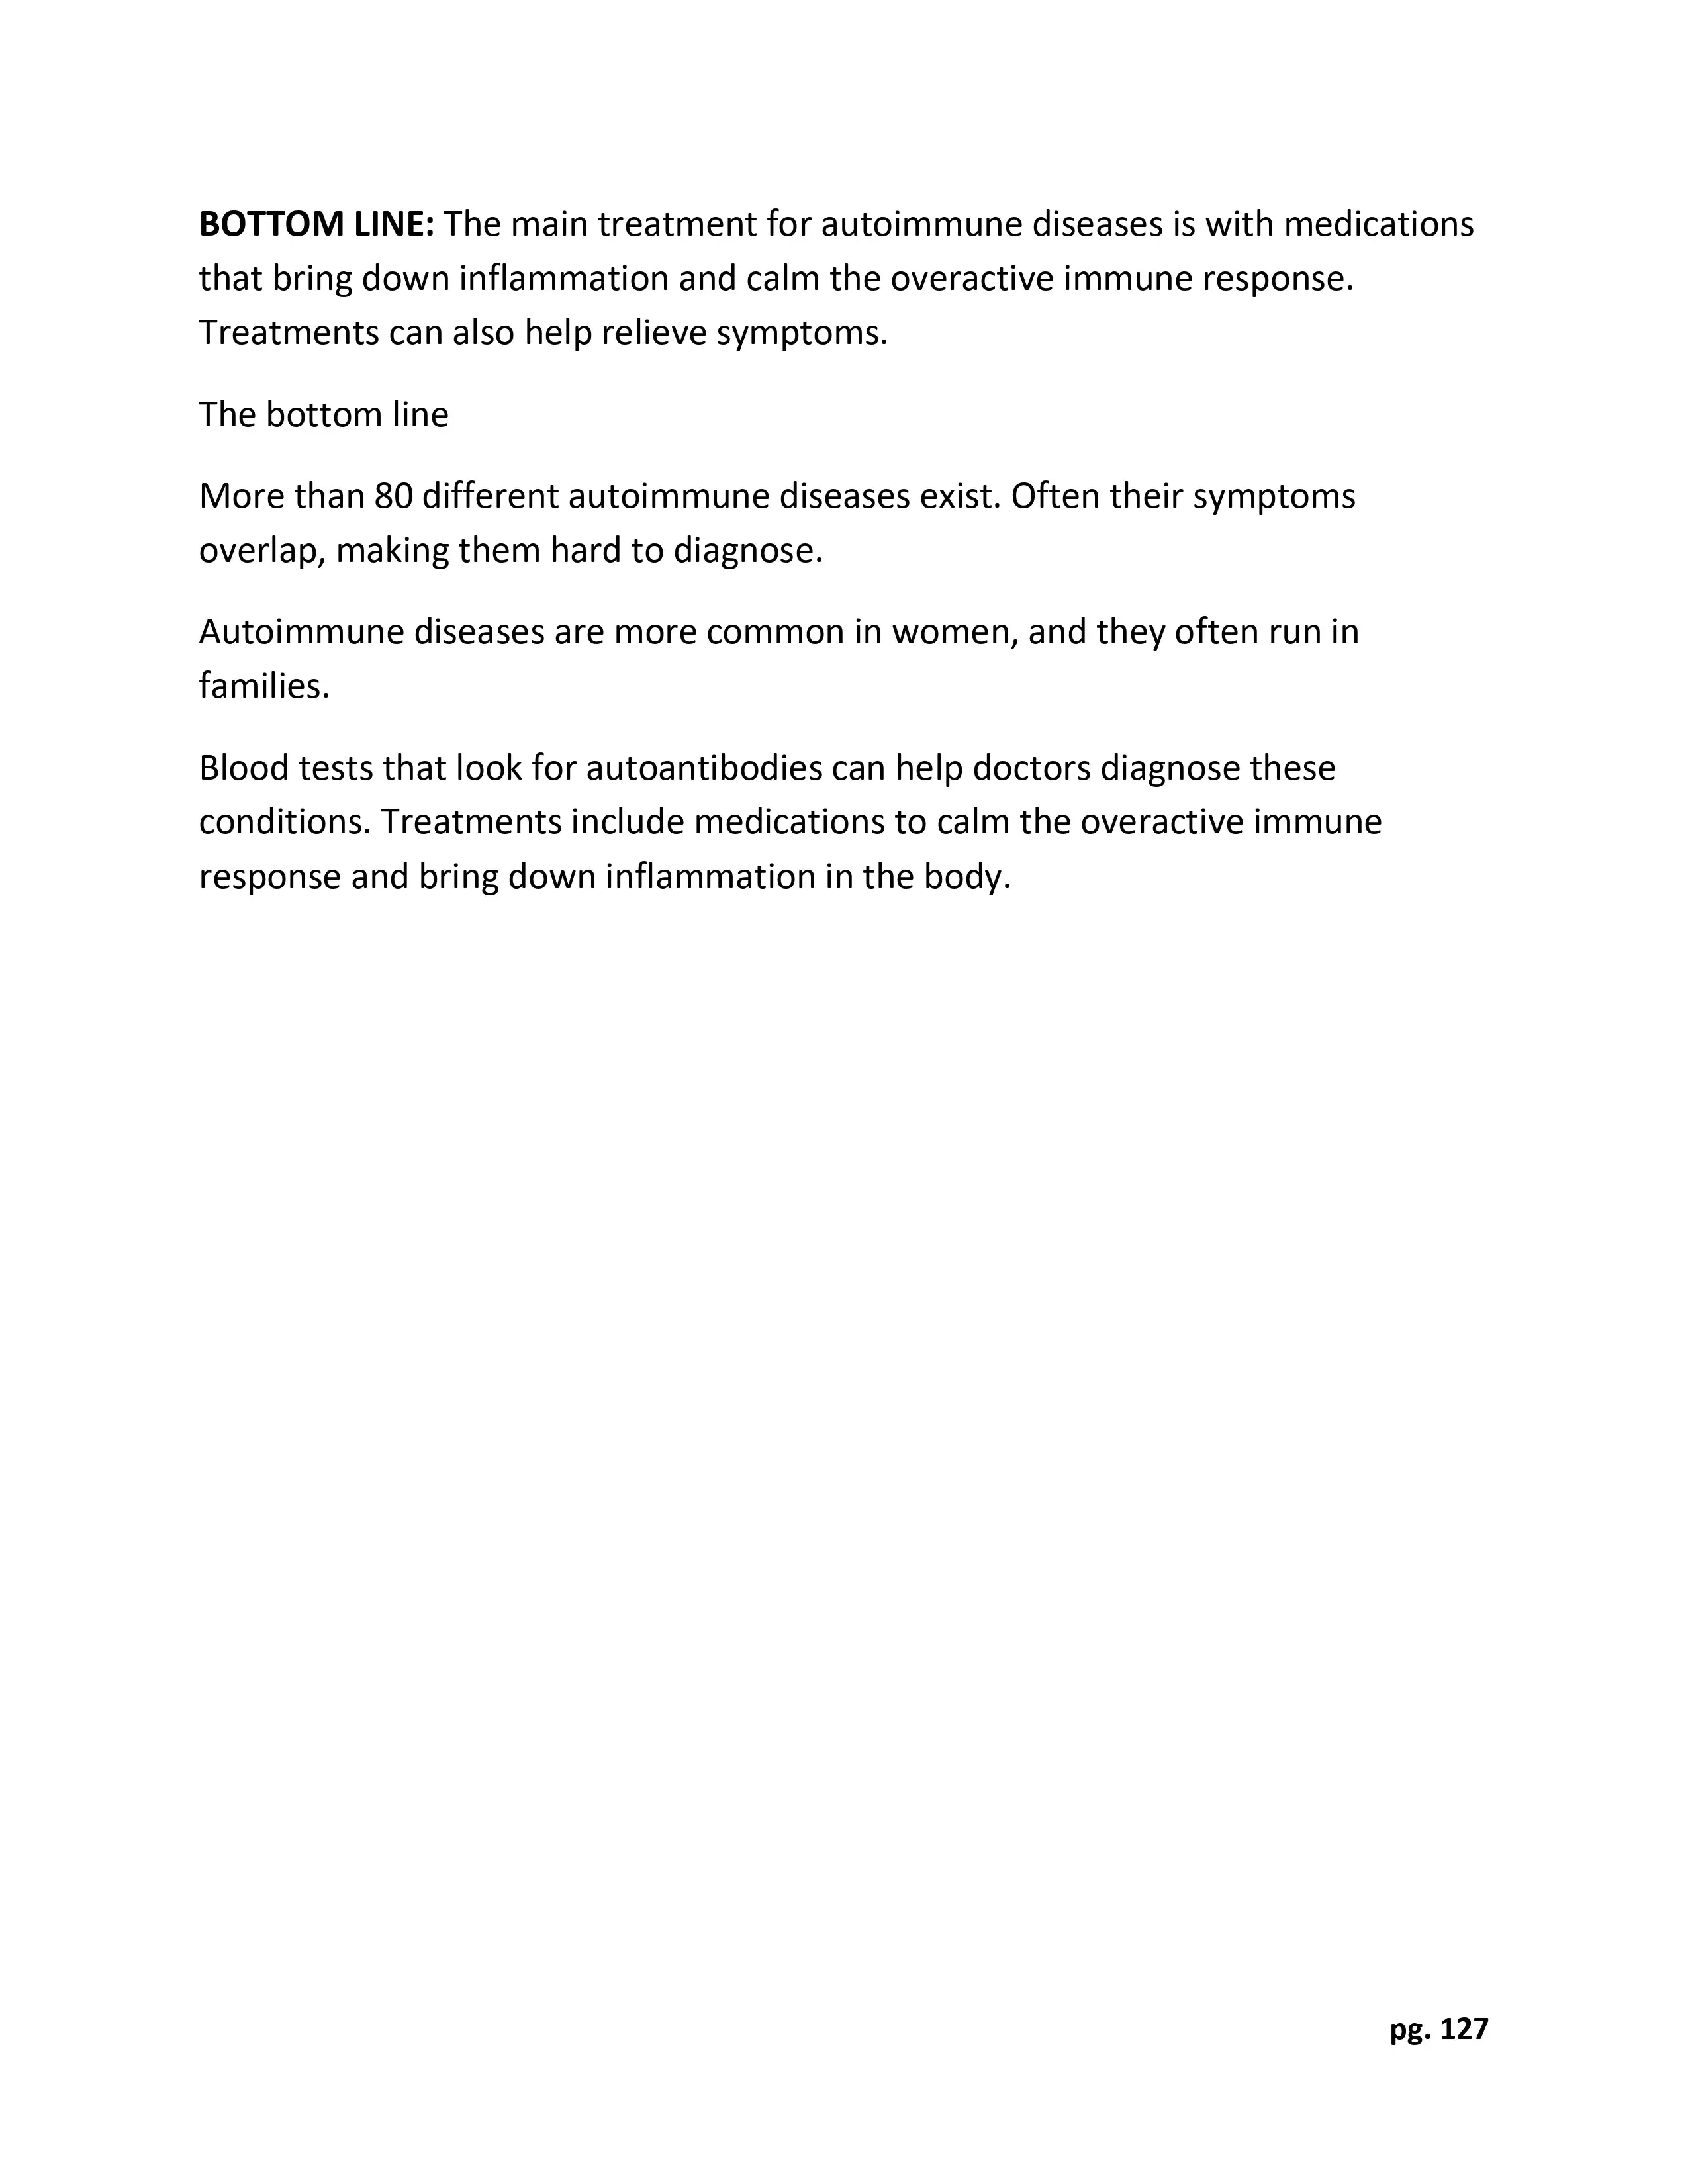 BOTTOM LINE: The main treatment for autoimmune diseases is with medications
that bring down inflammation and calm the overactive immune response.
Treatments can also help relieve symptoms.
The bottom line
More than 80 different autoimmune diseases exist. Often their symptoms
overlap, making them hard to diagnose.
Autoimmune diseases are more common in women, and they often run in
families.
Blood tests that look for autoantibodies can help doctors diagnose these
conditions. Treatments include medications to calm the overactive immune
response and bring down inflammation in the body.
pg. 127